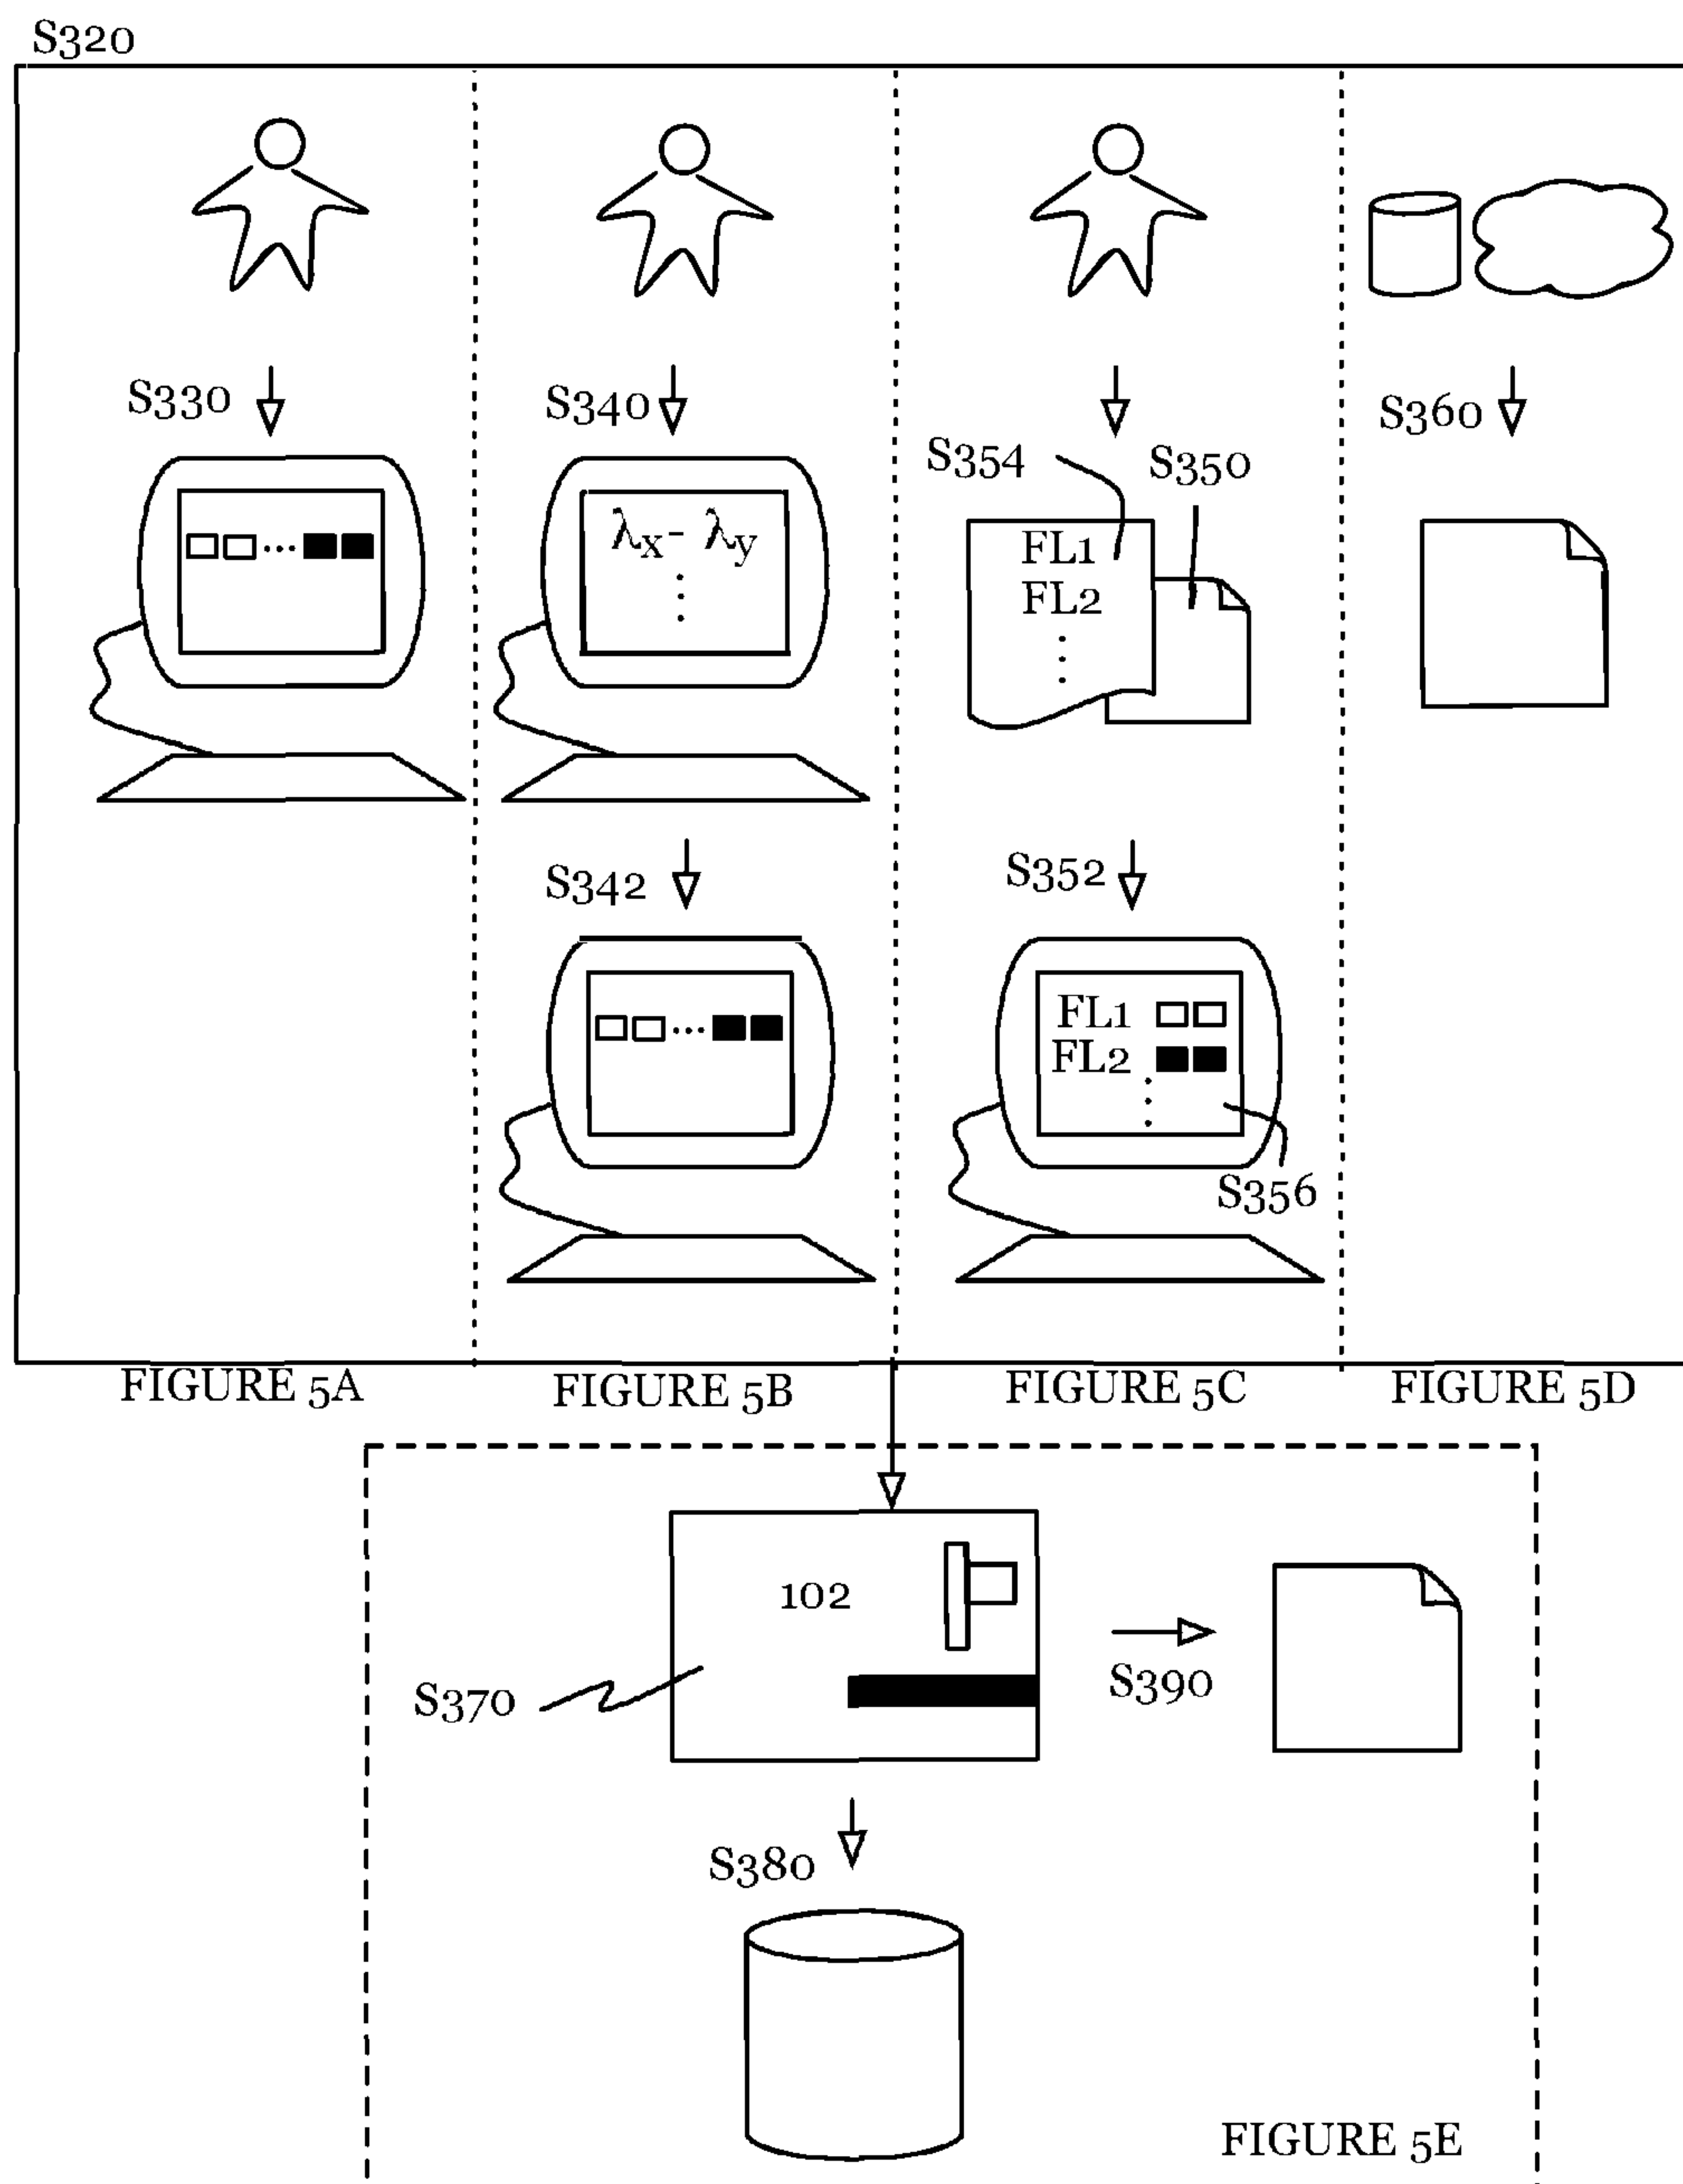 S320
S330
S340
S360
S354
S350
λx- λy
FL1
FL2
S342
S352
FL1
FL2
S356
FIGURE 5A
FIGURE 5B
FIGURE 5C
FIGURE 5D
102
S370
S390
S380
FIGURE 5E